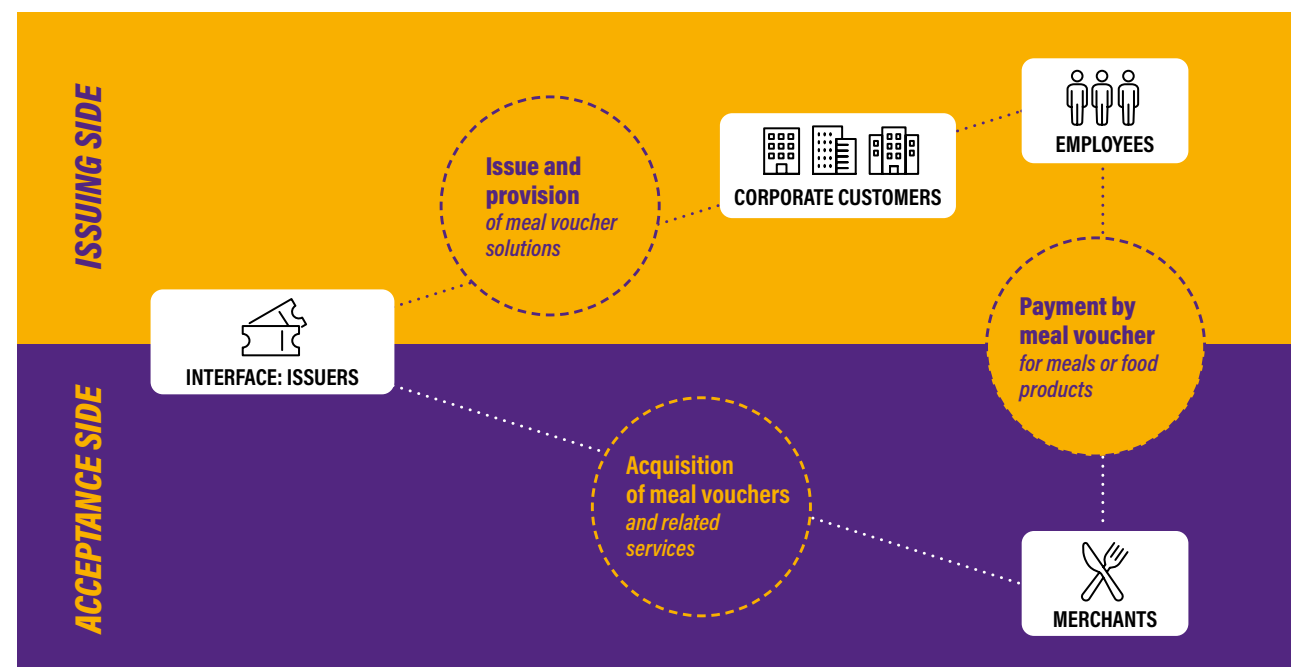 ISSUING SIDE
EMPLOYEES
CORPORATE CUSTOMERS
Issue and
provision
of meal voucher
solutions
Payment by
meal voucher
for meals or food
products
INTERFACE: ISSUERS
ACCEPTANCE SIDE
Acquisition
of meal vouchers
and related
services
MERCHANTS